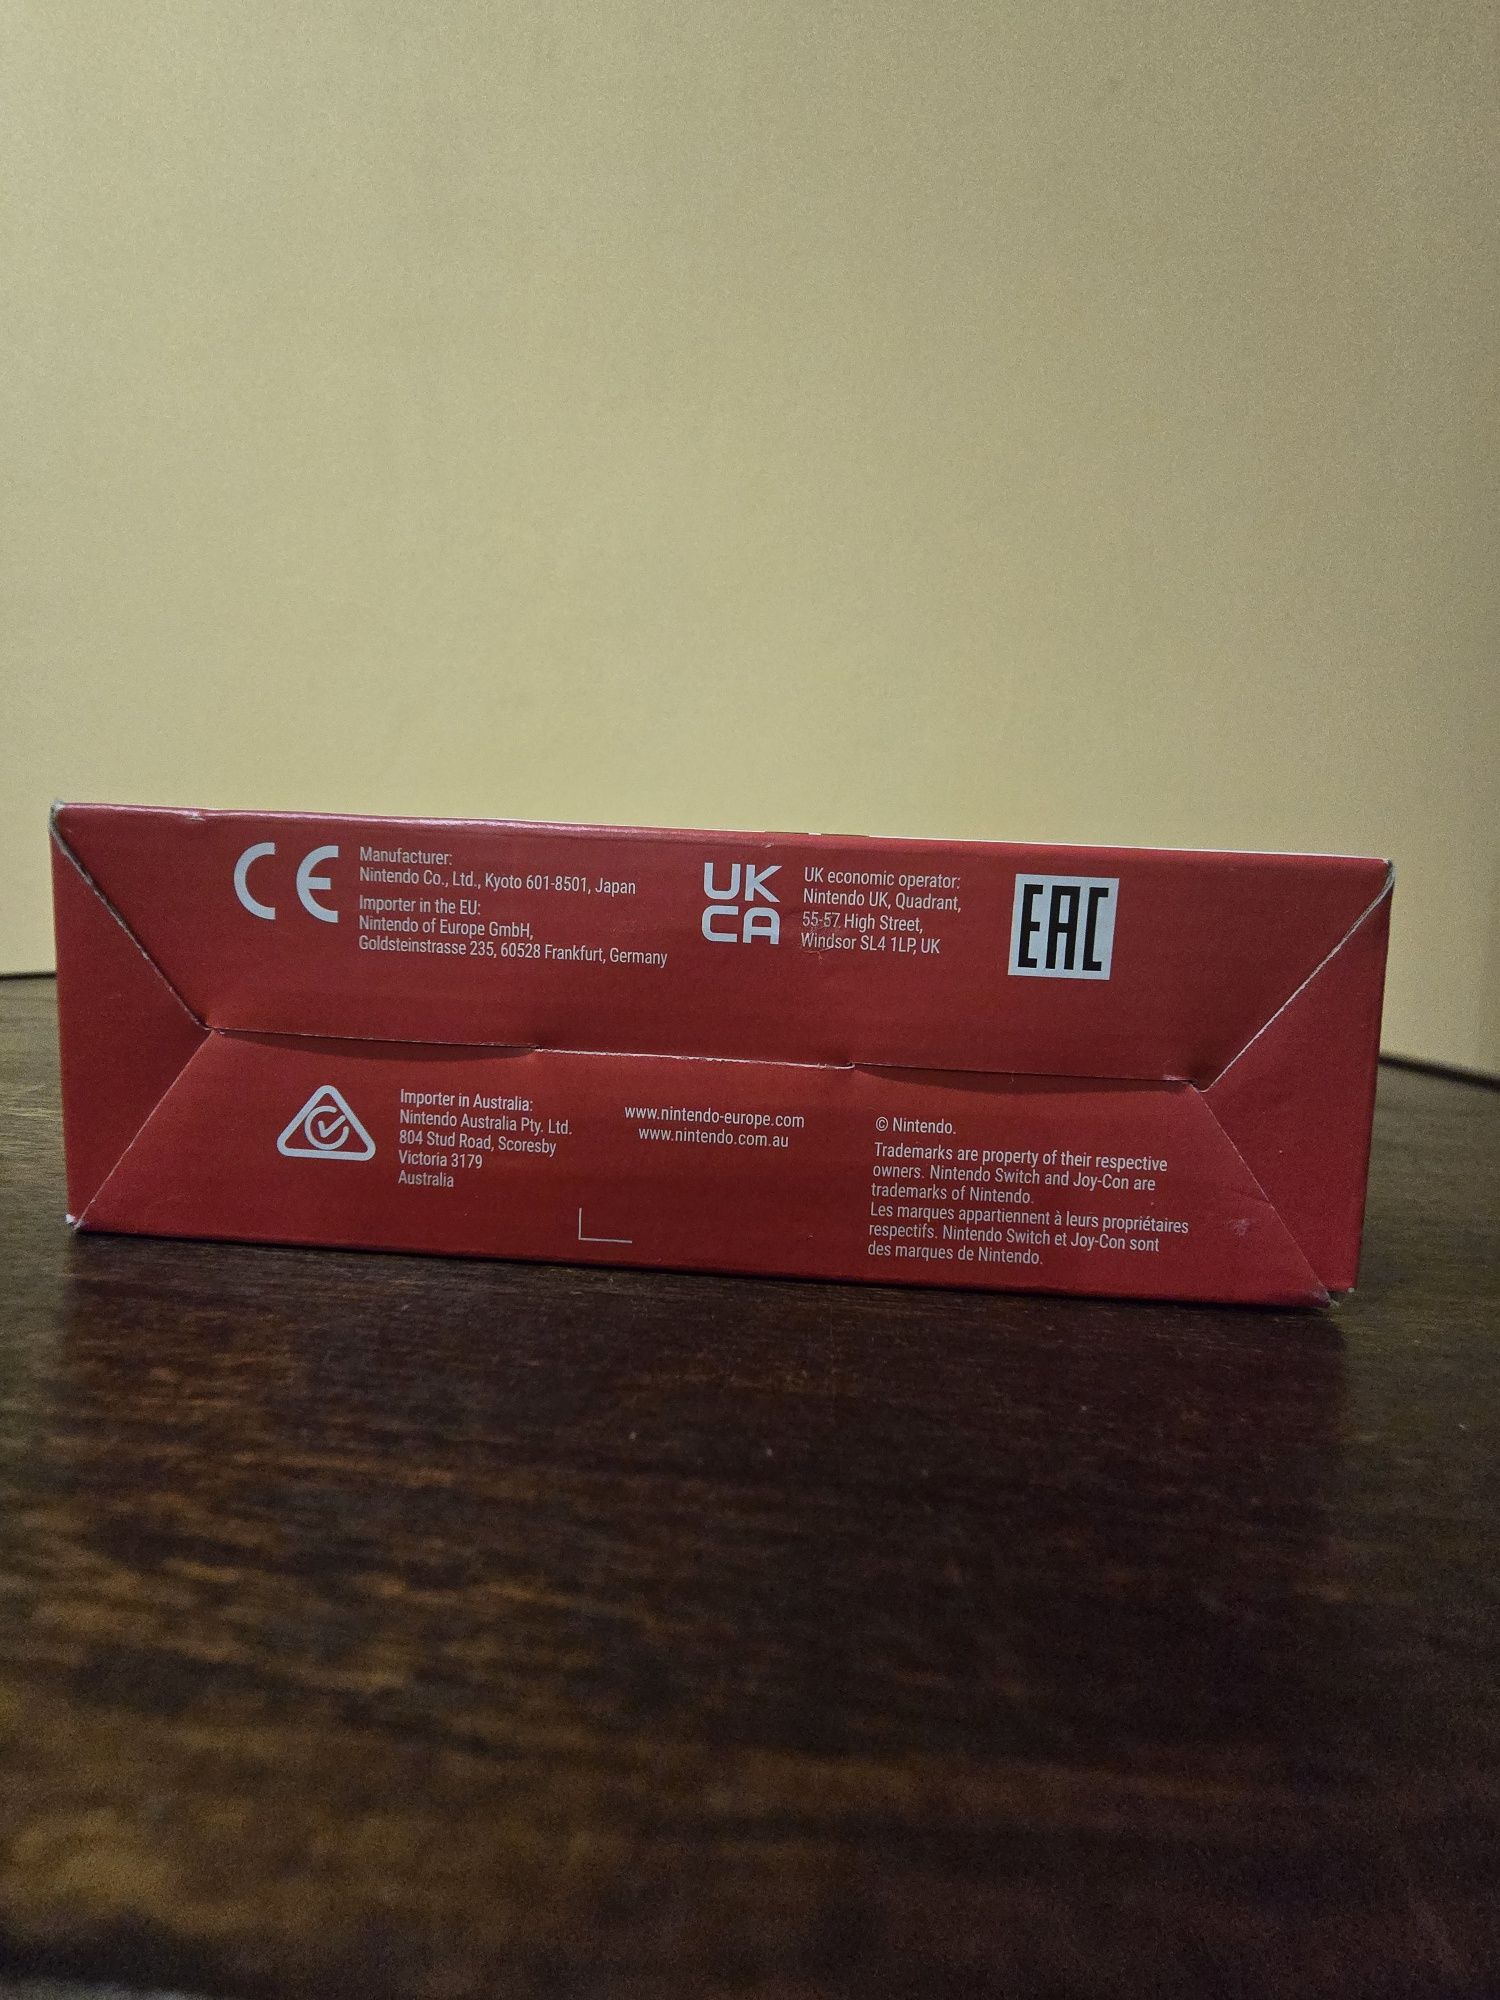 CE
Manufacturer:
Nintendo Co., Ltd., Kyoto 601-8501, Japan
Importer in the EU:
Nintendo of Europe GmbH,
Goldsteinstrasse 235, 60528 Frankfurt, Germany
UK
CA
UK economic operator:
Nintendo UK, Quadrant,
55-57 High Street,
Windsor SL4 1LP, UK
EAC
Importer in Australia:
Nintendo Australia Pty. Ltd.
804 Stud Road, Scoresby
Victoria 3179
Australia
www.nintendo-europe.com
www.nintendo.com.au
© Nintendo.
Trademarks are property of their respective
owners. Nintendo Switch and Joy-Con are
trademarks of Nintendo.
Les marques appartiennent à leurs propriétaires
respectifs. Nintendo Switch et Joy-Con sont
des marques de Nintendo.